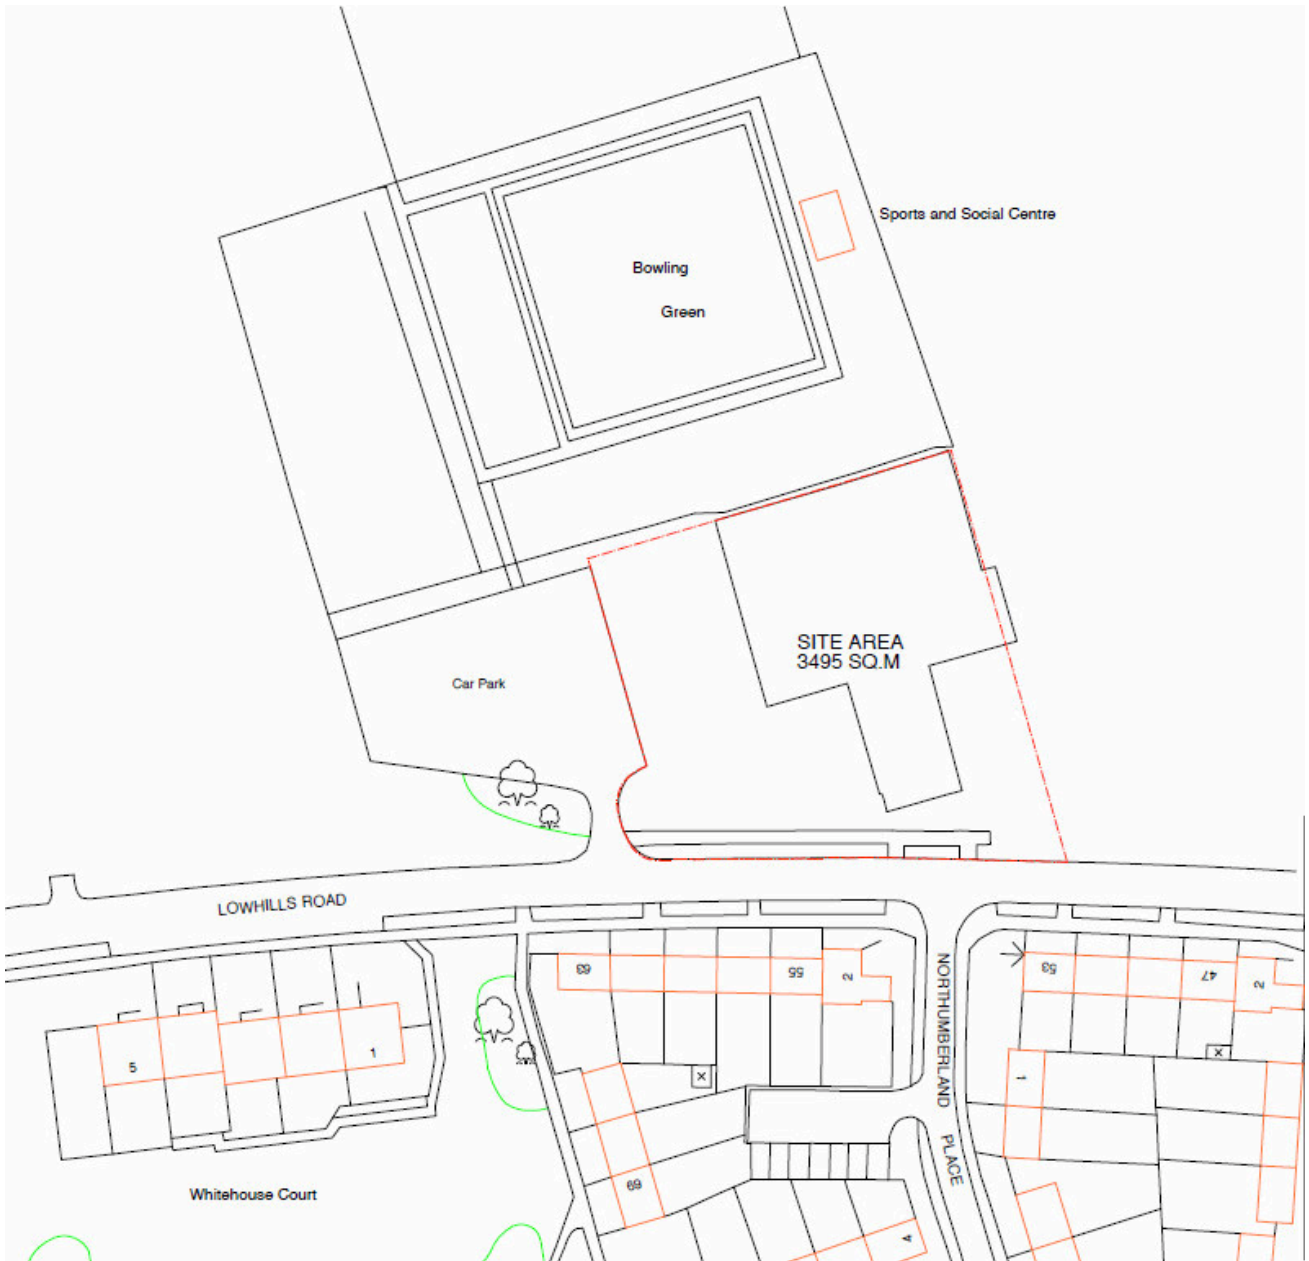 Sports and Social Centre
Bowling
Green
SITE AREA
3495 SQ.M
Car Park
LOWHILLS ROAD
63
55
2
NORTHUMBERLAND PLACE
53
47
2
5
1
1
69
4
Whitehouse Court